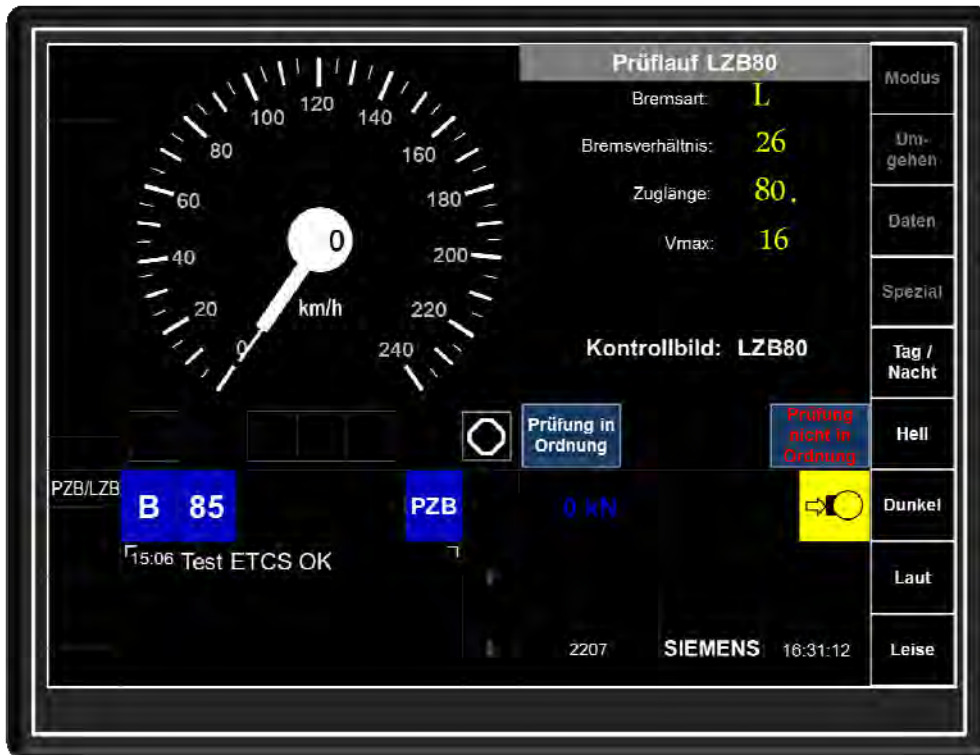 Prüflauf LZB80
Bremsart: L
Bremsverhältnis: 26
Zuglänge: 80.
Vmax: 16
Kontrollbild: LZB80
0
20
40
60
80
100
120
140
160
180
200
220
240
0
km/h
Prüfung in
Ordnung
Prüfung
nicht in
Ordnung
PZB/LZB
B 85
PZB
0 kN
15:06 Test ETCS OK
2207 SIEMENS 16:31:12
Modus
Um-
gehen
Daten
Spezial
Tag /
Nacht
Hell
Dunkel
Laut
Leise